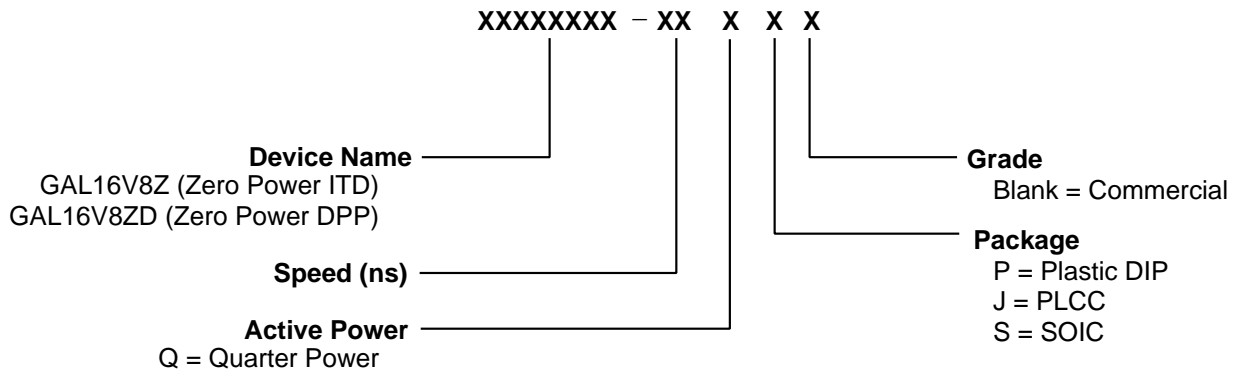 XXXXXXXX – XX X X X
Device Name
GAL16V8Z (Zero Power ITD)
GAL16V8ZD (Zero Power DPP)
Speed (ns)
Active Power
Q = Quarter Power
Grade
Blank = Commercial
Package
P = Plastic DIP
J = PLCC
S = SOIC